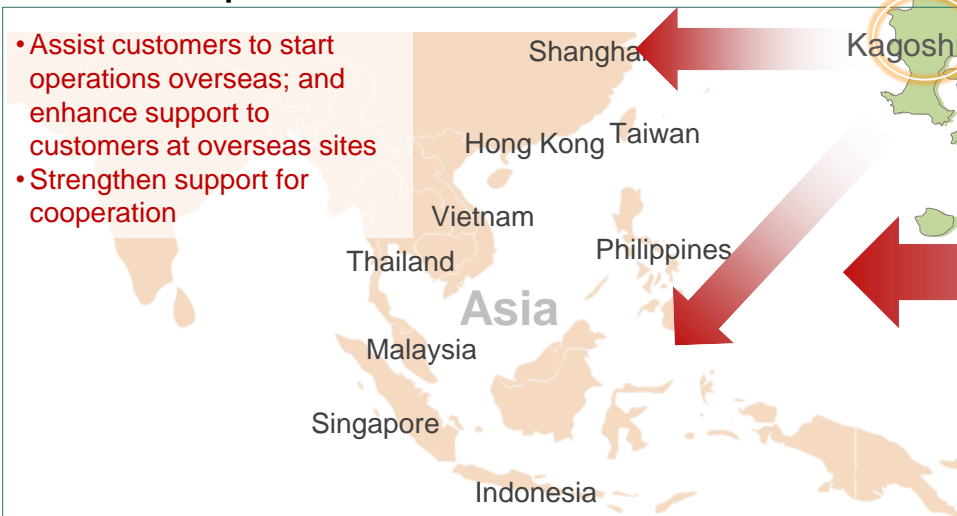 • Assist customers to start
operations overseas; and
enhance support to
customers at overseas sites
• Strengthen support for
cooperation
Shanghai
Kagosh
Hong Kong
Taiwan
Vietnam
Philippines
Thailand
Asia
Malaysia
Singapore
Indonesia